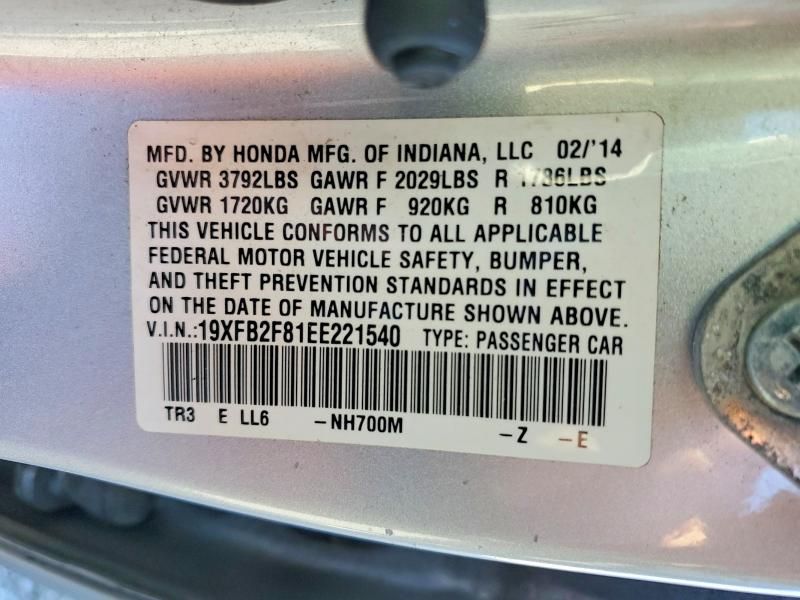 MFD. BY HONDA MFG. OF INDIANA, LLC 02/'14
GVWR 3792LBS GAWR F 2029LBS R 1786LBS
GVWR 1720KG GAWR F 920KG R 810KG
THIS VEHICLE CONFORMS TO ALL APPLICABLE
FEDERAL MOTOR VEHICLE SAFETY, BUMPER,
AND THEFT PREVENTION STANDARDS IN EFFECT
ON THE DATE OF MANUFACTURE SHOWN ABOVE.
V.I.N.:19XFB2F81EE221540 TYPE: PASSENGER CAR
TR3 E LL6 -NH700M -Z -E